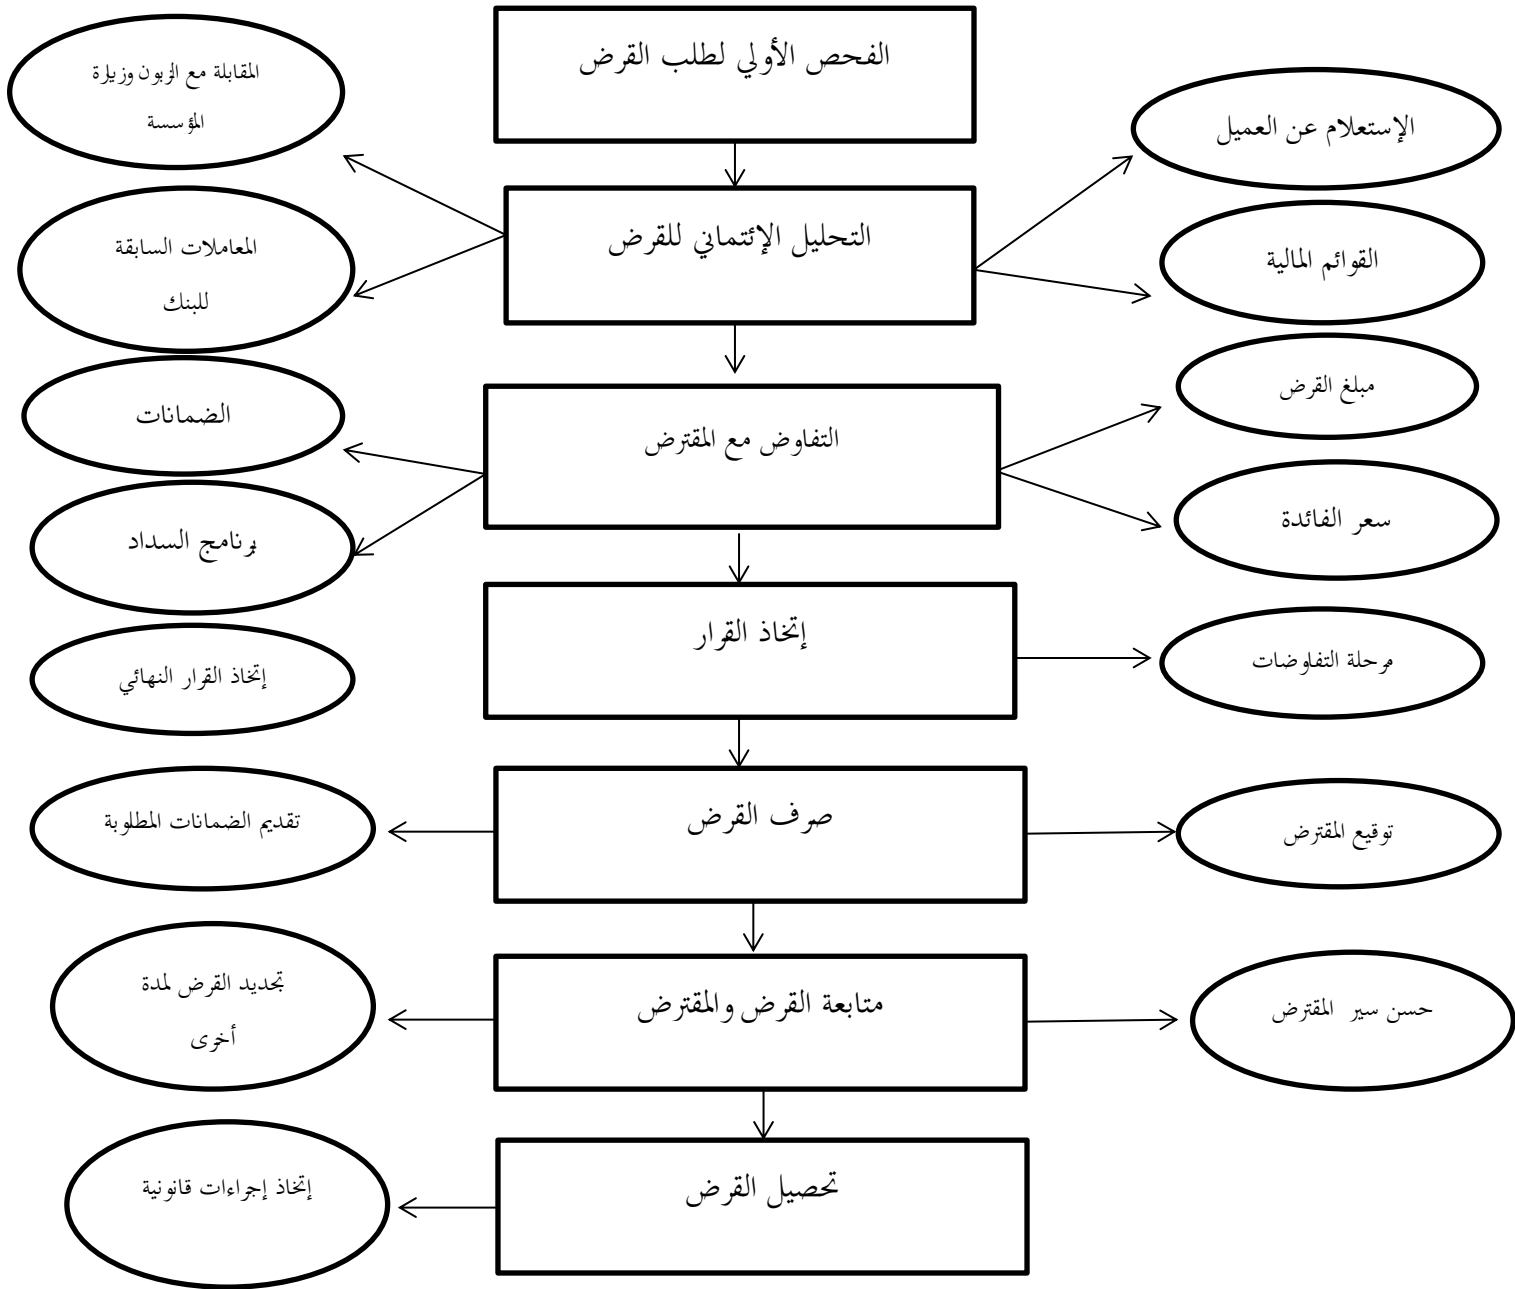 الفحص الأولي لطلب القرض
المقابلة مع الزبون وزيارة
المؤسسة
الإستعلام عن العميل
التحليل الإئتماني للقرض
المعاملات السابقة
للبنك
القوائم المالية
التفاوض مع المقترض
مبلغ القرض
الضمانات
سعر الفائدة
برنامج السداد
إتخاذ القرار
مرحلة التفاوضات
إتخاذ القرار النهائي
صرف القرض
توقيع المقترض
تقديم الضمانات المطلوبة
متابعة القرض والمقترض
حسن سير المقترض
تجديد القرض لمدة
أخرى
تحصيل القرض
إتخاذ إجراءات قانونية